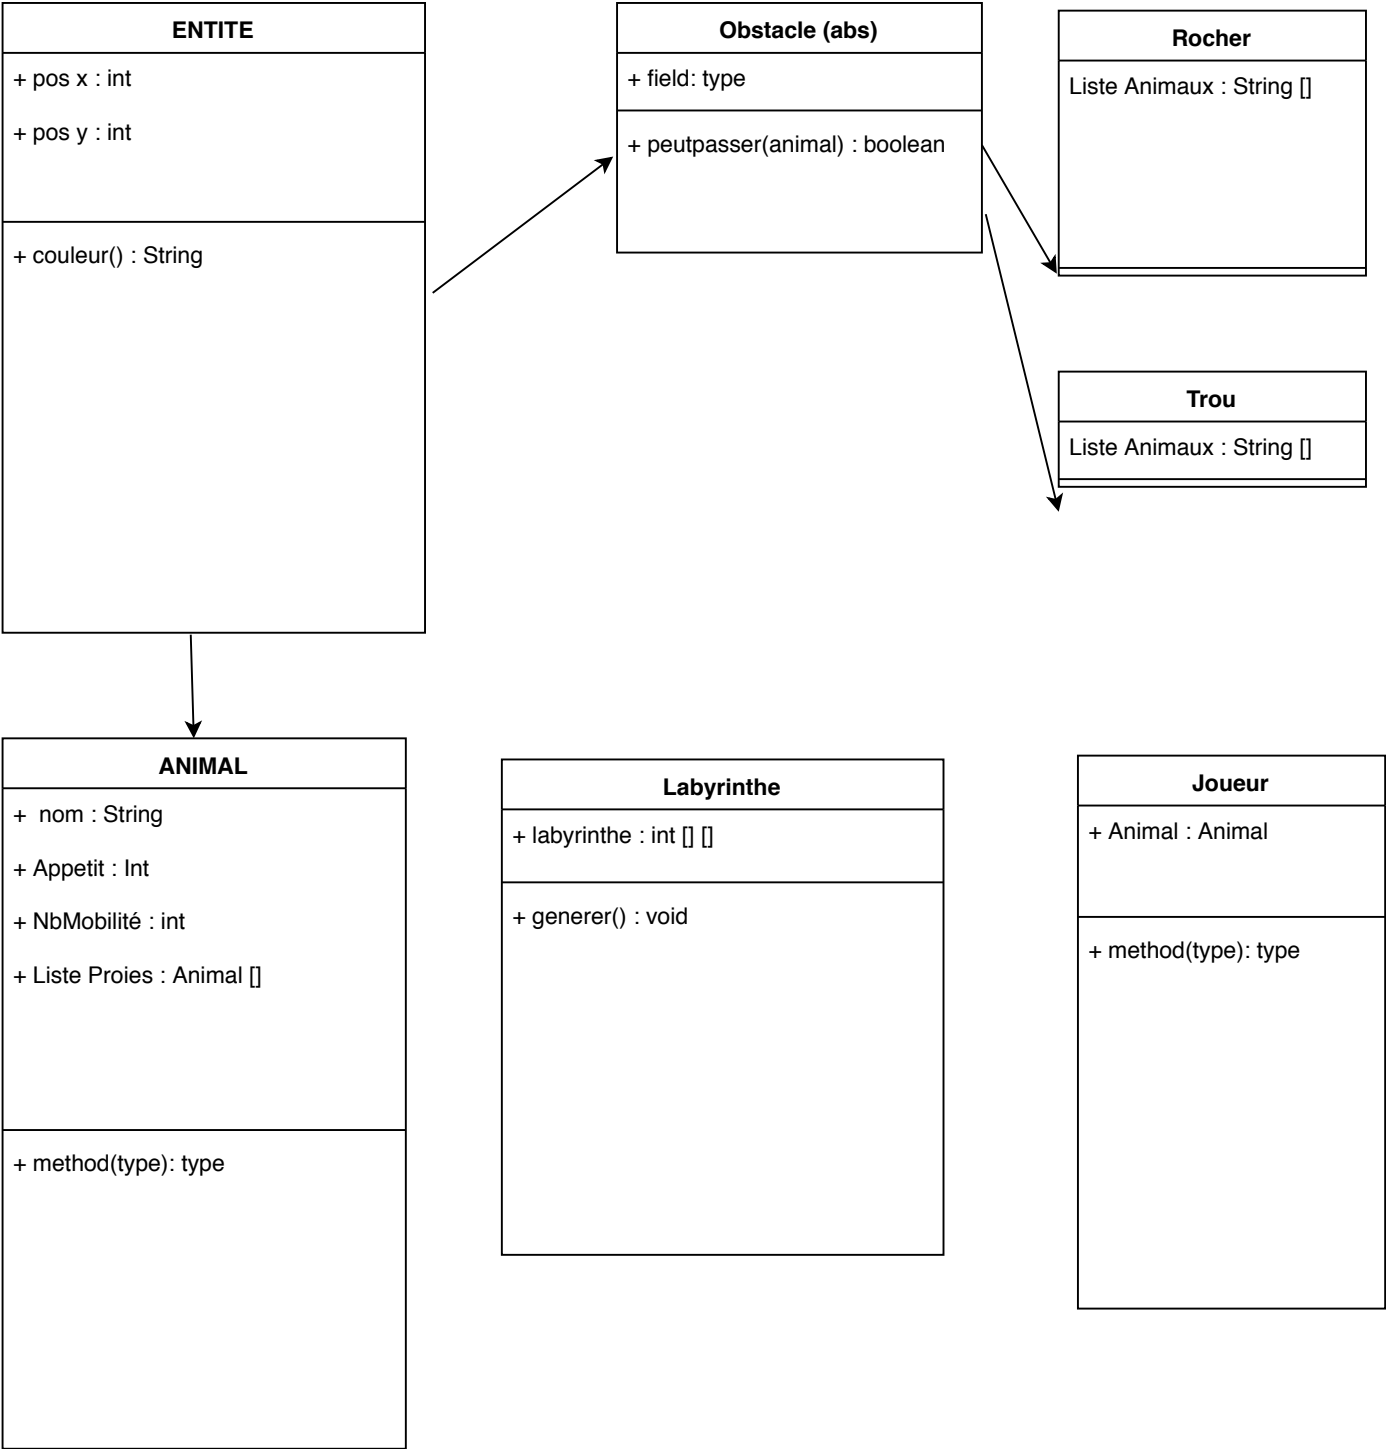 ENTITE
+ pos x : int
+ pos y : int
+ couleur() : String
Obstacle (abs)
+ field: type
+ peutpasser(animal) : boolean
Rocher
Liste Animaux : String []
Trou
Liste Animaux : String []
ANIMAL
+ nom : String
+ Appetit : Int
+ NbMobilité : int
+ Liste Proies : Animal []
+ method(type): type
Labyrinthe
+ labyrinthe : int [] []
+ generer() : void
Joueur
+ Animal : Animal
+ method(type): type